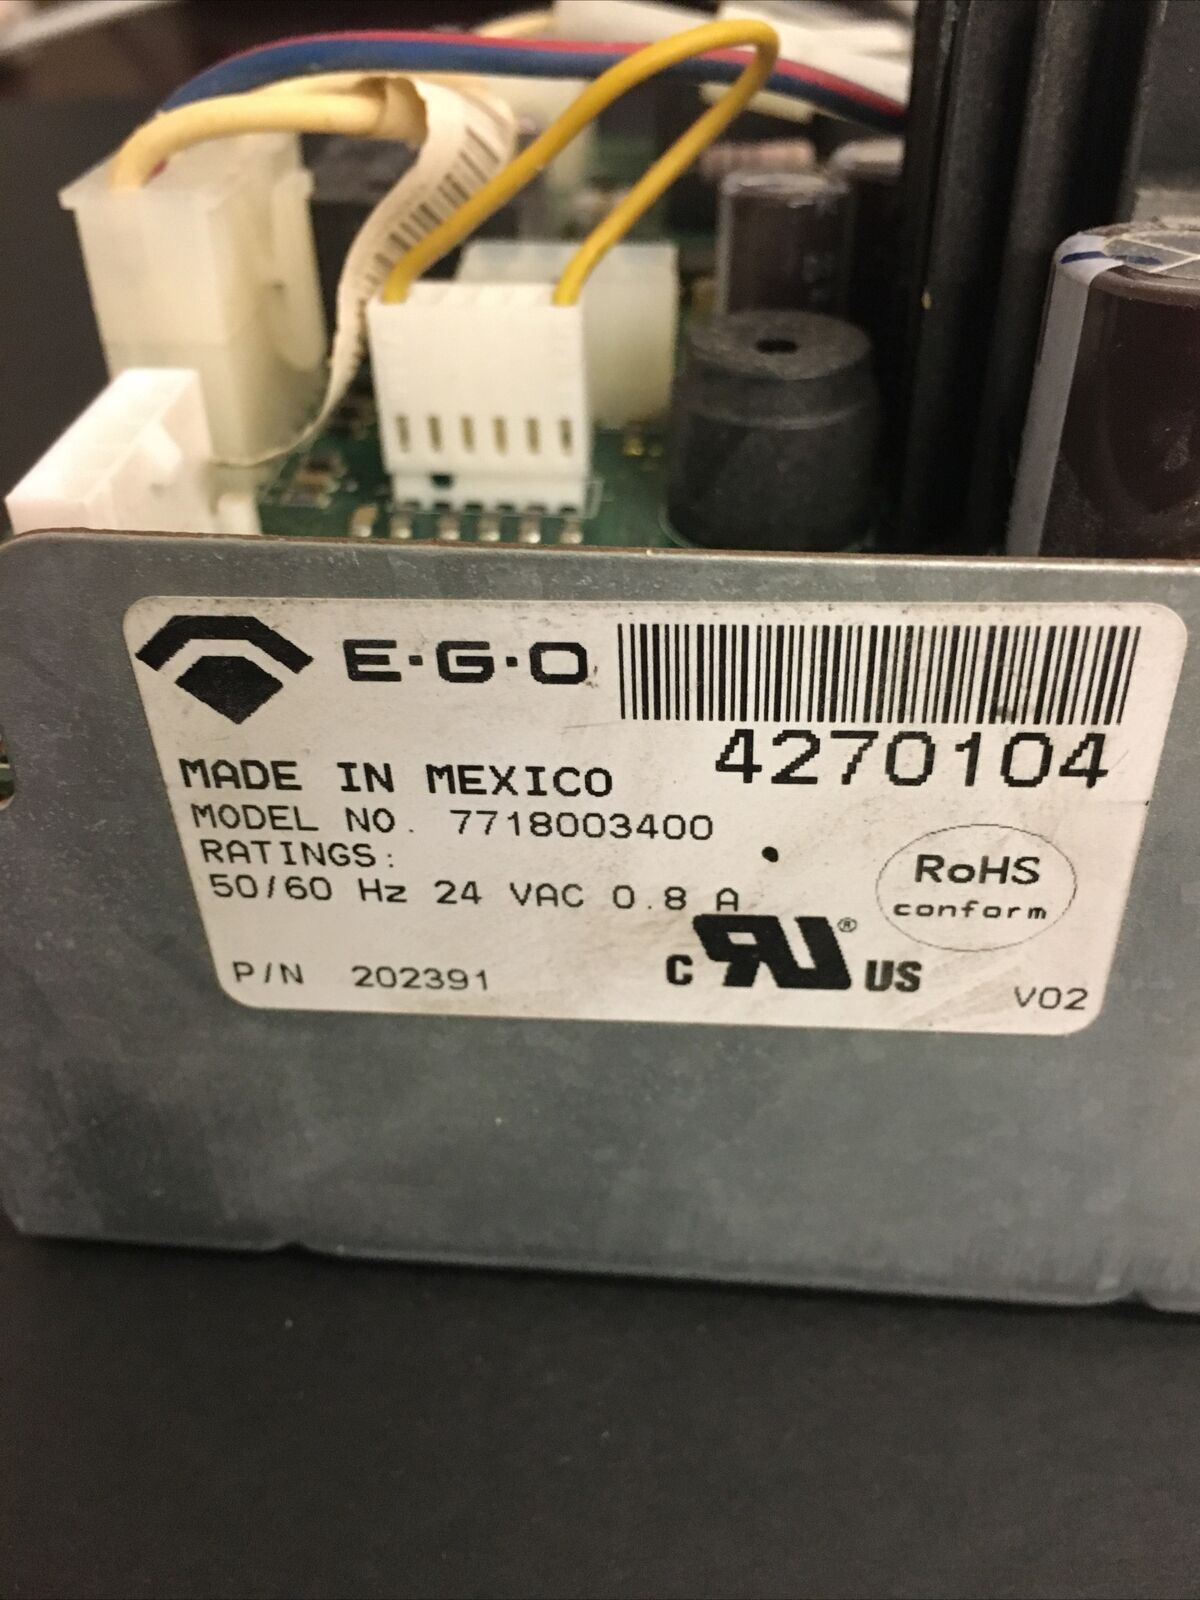 E·G·O
4270104
MADE IN MEXICO
MODEL NO. 7718003400
RATINGS:
50/60 Hz 24 VAC 0.8 A
RoHS
conform
P/N 202391
C RU ® US
V02